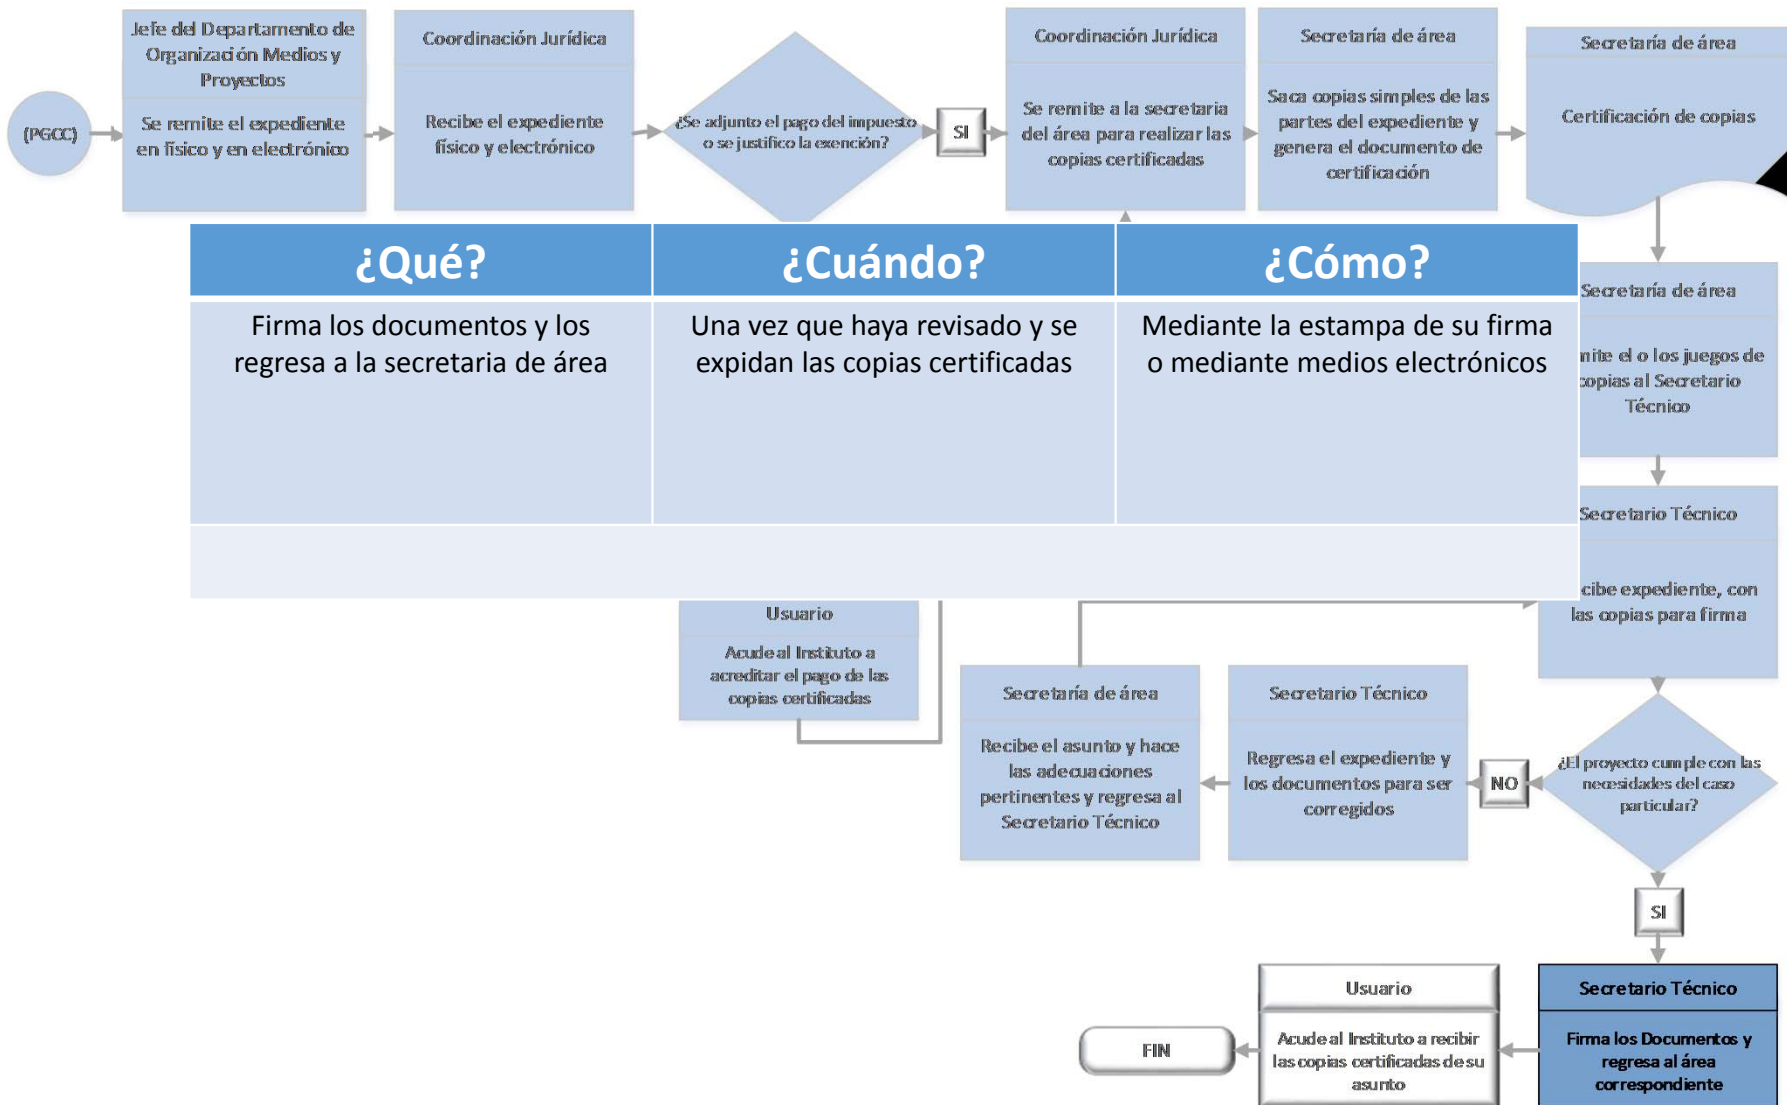 (PGCC)
Jefe del Departamento de
Organización Medios y
Proyectos
Se remite el expediente
en físico y en electrónico
Coordinación Jurídica
Recibe el expediente
físico y electrónico
¿Se adjunto el pago del impuesto
o se justifico la exención?
SI
Coordinación Jurídica
Se remite a la secretaria
del área para realizar las
copias certificadas
Secretaría de área
Saca copias simples de las
partes del expediente y
genera el documento de
certificación
Secretaría de área
Certificación de copias
¿Qué?
¿Cuándo?
¿Cómo?
Firma los documentos y los
regresa a la secretaria de área
Una vez que haya revisado y se
expidan las copias certificadas
Mediante la estampa de su firma
o mediante medios electrónicos
Secretaría de área
el o los juegos de
copias al Secretario
Técnico
Secretario Técnico
expediente, con
las copias para firma
¿El proyecto cumple con las
necesidades del caso
particular?
NO
Secretario Técnico
Regresa el expediente y
los documentos para ser
corregidos
Secretaría de área
Recibe el asunto y hace
las adecuaciones
pertinentes y regresa al
Secretario Técnico
Usuario
Acude al Instituto a
acreditar el pago de las
copias certificadas
SI
Secretario Técnico
Firma los Documentos y
regresa al área
correspondiente
Usuario
Acude al Instituto a recibir
las copias certificadas de su
asunto
FIN